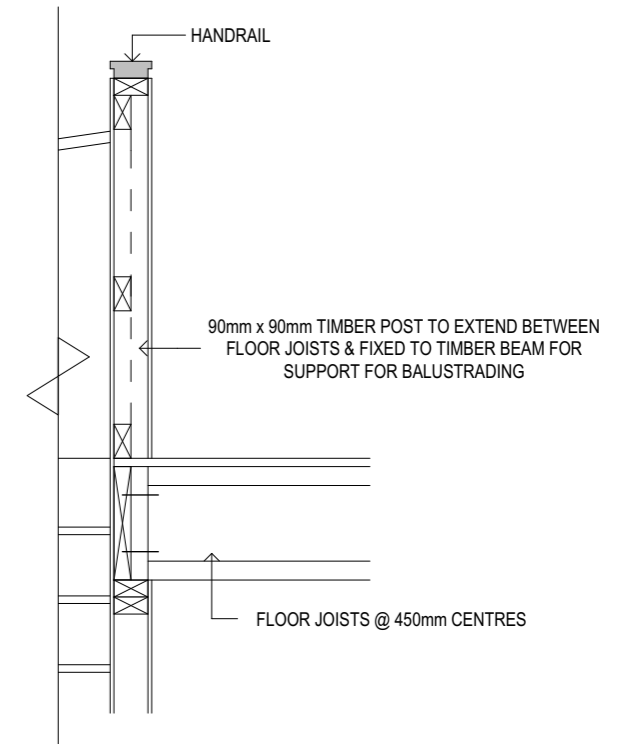 HANDRAIL
90mm x 90mm TIMBER POST TO EXTEND BETWEEN
FLOOR JOISTS & FIXED TO TIMBER BEAM FOR
SUPPORT FOR BALUSTRADING
FLOOR JOISTS @ 450mm CENTRES